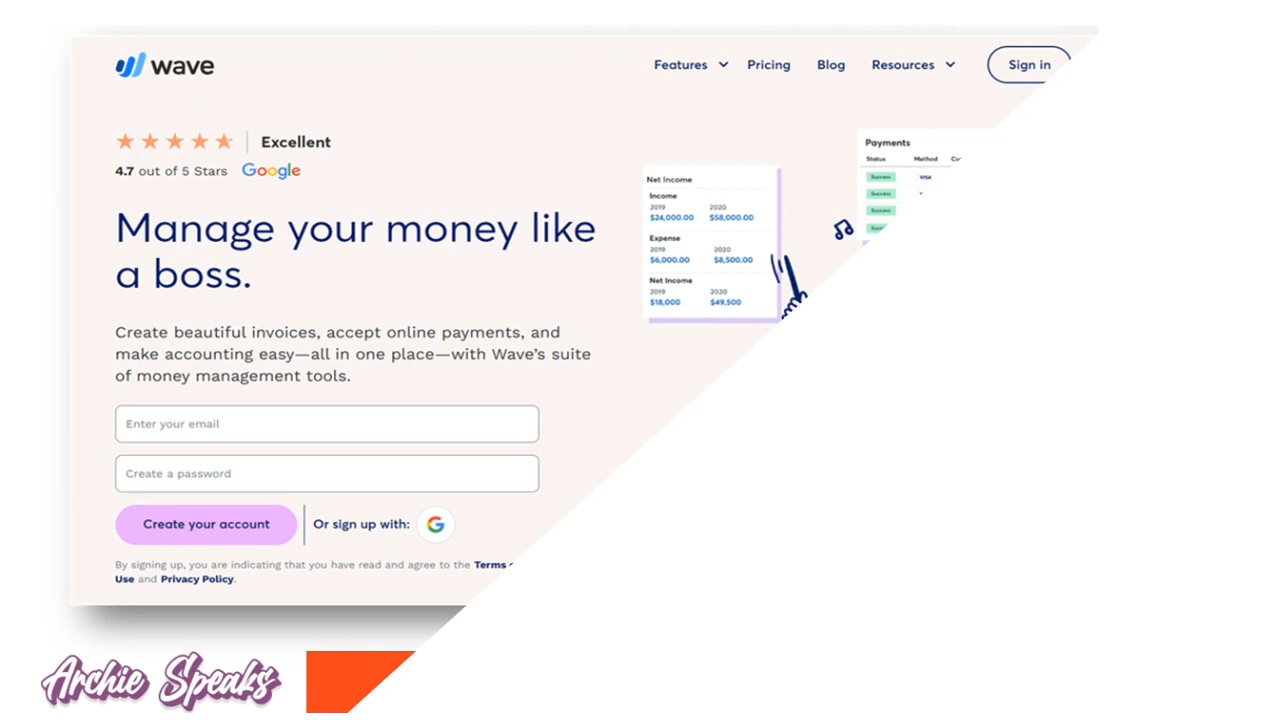 wave
Features Pricing Blog Resources Sign in
Excellent
4.7 out of 5 Stars Google
Manage your money like
a boss.
Create beautiful invoices, accept online payments, and
make accounting easy—all in one place—with Wave's suite
of money management tools.
Enter your email
Create a password
Create your account Or sign up with: G
By signing up, you are indicating that you have read and agree to the Terms
Use and Privacy Policy.
Net Income
Income
2019 2020
$24,000.00 $58,000.00
Expense
2019 2020
$6,000.00 $8,500.00
Net Income
2019 2020
$18,000 $49,500
Payments
Status Method
Success VISA
Success
Success
Archie Speaks